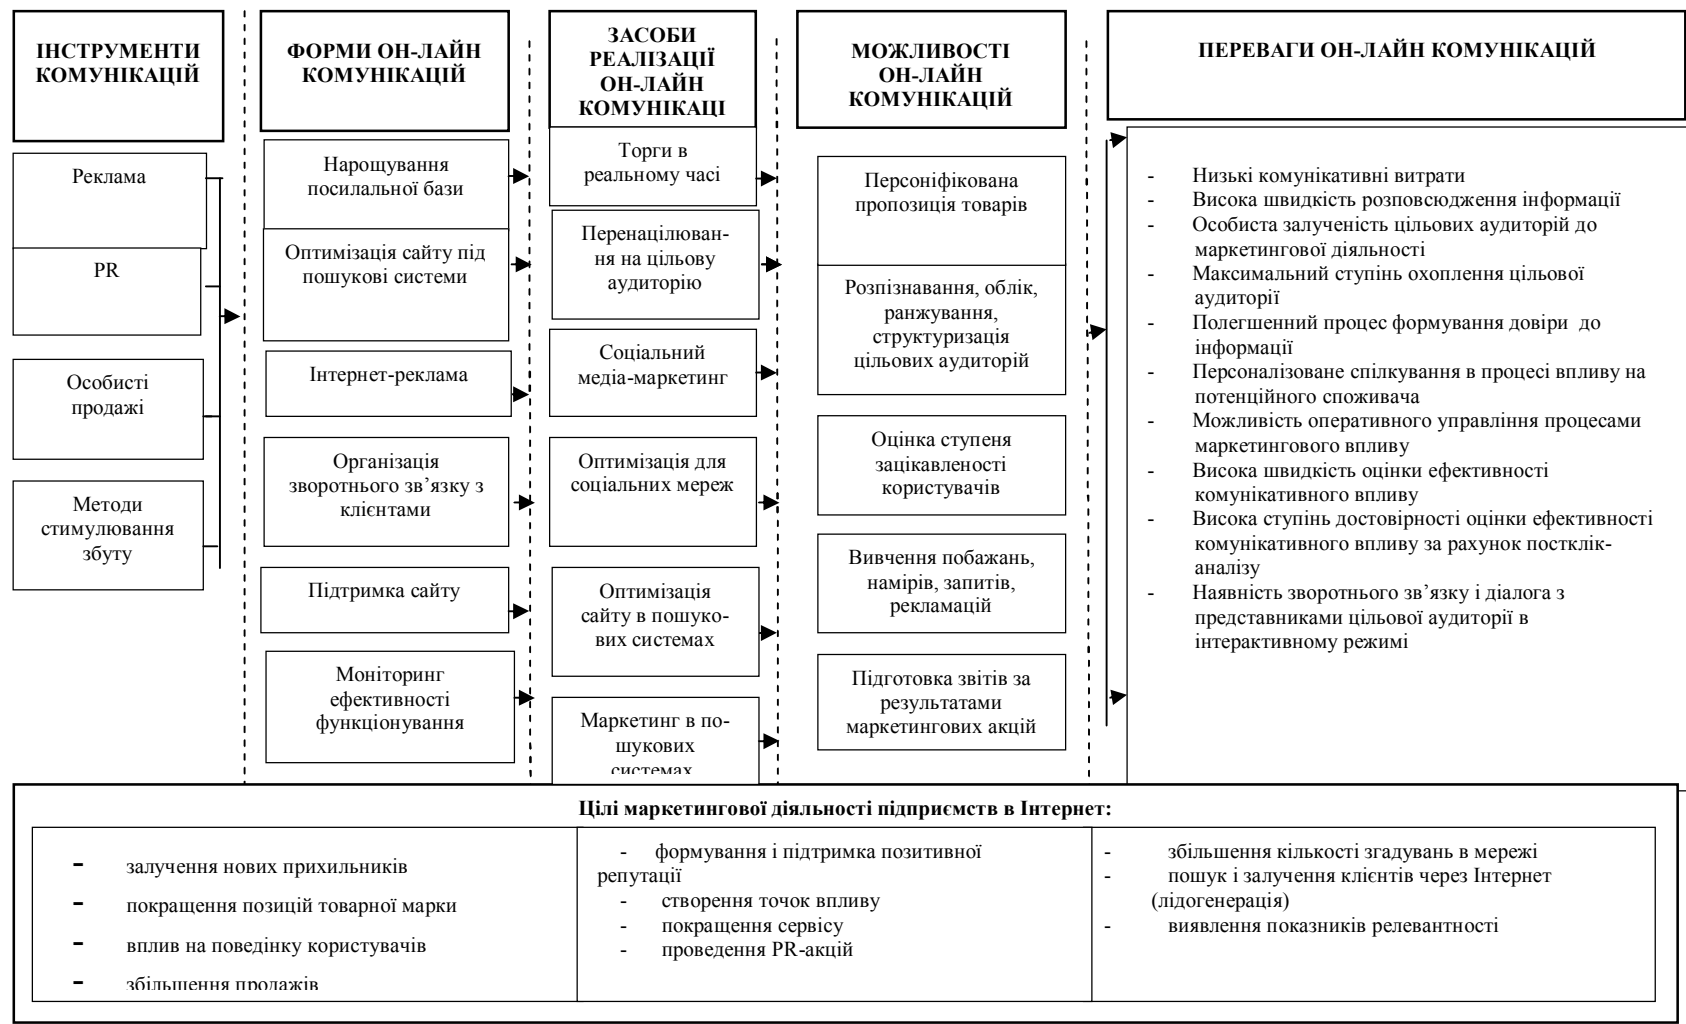 ІНСТРУМЕНТИ
КОМУНІКАЦІЙ
ФОРМИ ОН-ЛАЙН
КОМУНІКАЦІЙ
ЗАСОБИ
РЕАЛІЗАЦІЇ
ОН-ЛАЙН
КОМУНІКАЦІ
МОЖЛИВОСТІ
ОН-ЛАЙН
КОМУНІКАЦІЙ
ПЕРЕВАГИ ОН-ЛАЙН КОМУНІКАЦІЙ
Реклама
PR
Особисті
продажі
Методи
стимулювання
збуту
Нарощування
посилальної бази
Оптимізація сайту під
пошукові системи
Інтернет-реклама
Організація
зворотнього зв’язку з
клієнтами
Підтримка сайту
Моніторинг
ефективності
функціонування
Торги в
реальному часі
Перенацілюван-
ня на цільову
аудиторію
Соціальний
медіа-маркетинг
Оптимізація для
соціальних мереж
Оптимізація
сайту в пошуко-
вих системах
Маркетинг в по-
шукових
системах
Персоніфікована
пропозиція товарів
Розпізнавання, облік,
ранжування,
структуризація
цільових аудиторій
Оцінка ступеня
зацікавленості
користувачів
Вивчення побажань,
намірів, запитів,
рекламацій
Підготовка звітів за
результатами
маркетингових акцій
- Низькі комунікативні витрати
- Висока швидкість розповсюдження інформації
- Особиста залученість цільових аудиторій до
маркетингової діяльності
- Максимальний ступінь охоплення цільової
аудиторії
- Полегшенний процес формування довіри до
інформації
- Персоналізоване спілкування в процесі впливу на
потенційного споживача
- Можливість оперативного управління процесами
маркетингового впливу
- Висока швидкість оцінки ефективності
комунікативного впливу
- Висока ступінь достовірності оцінки ефективності
комунікативного впливу за рахунок постклік-
аналізу
- Наявність зворотнього зв’язку і діалога з
представниками цільової аудиторії в
інтерактивному режимі
Цілі маркетингової діяльності підприємств в Інтернет:
- залучення нових прихильників
- покращення позицій товарної марки
- вплив на поведінку користувачів
- збільшення продажів
- формування і підтримка позитивної
репутації
- створення точок впливу
- покращення сервісу
- проведення PR-акцій
- збільшення кількості згадувань в мережі
- пошук і залучення клієнтів через Інтернет
(лідогенерація)
- виявлення показників релевантності